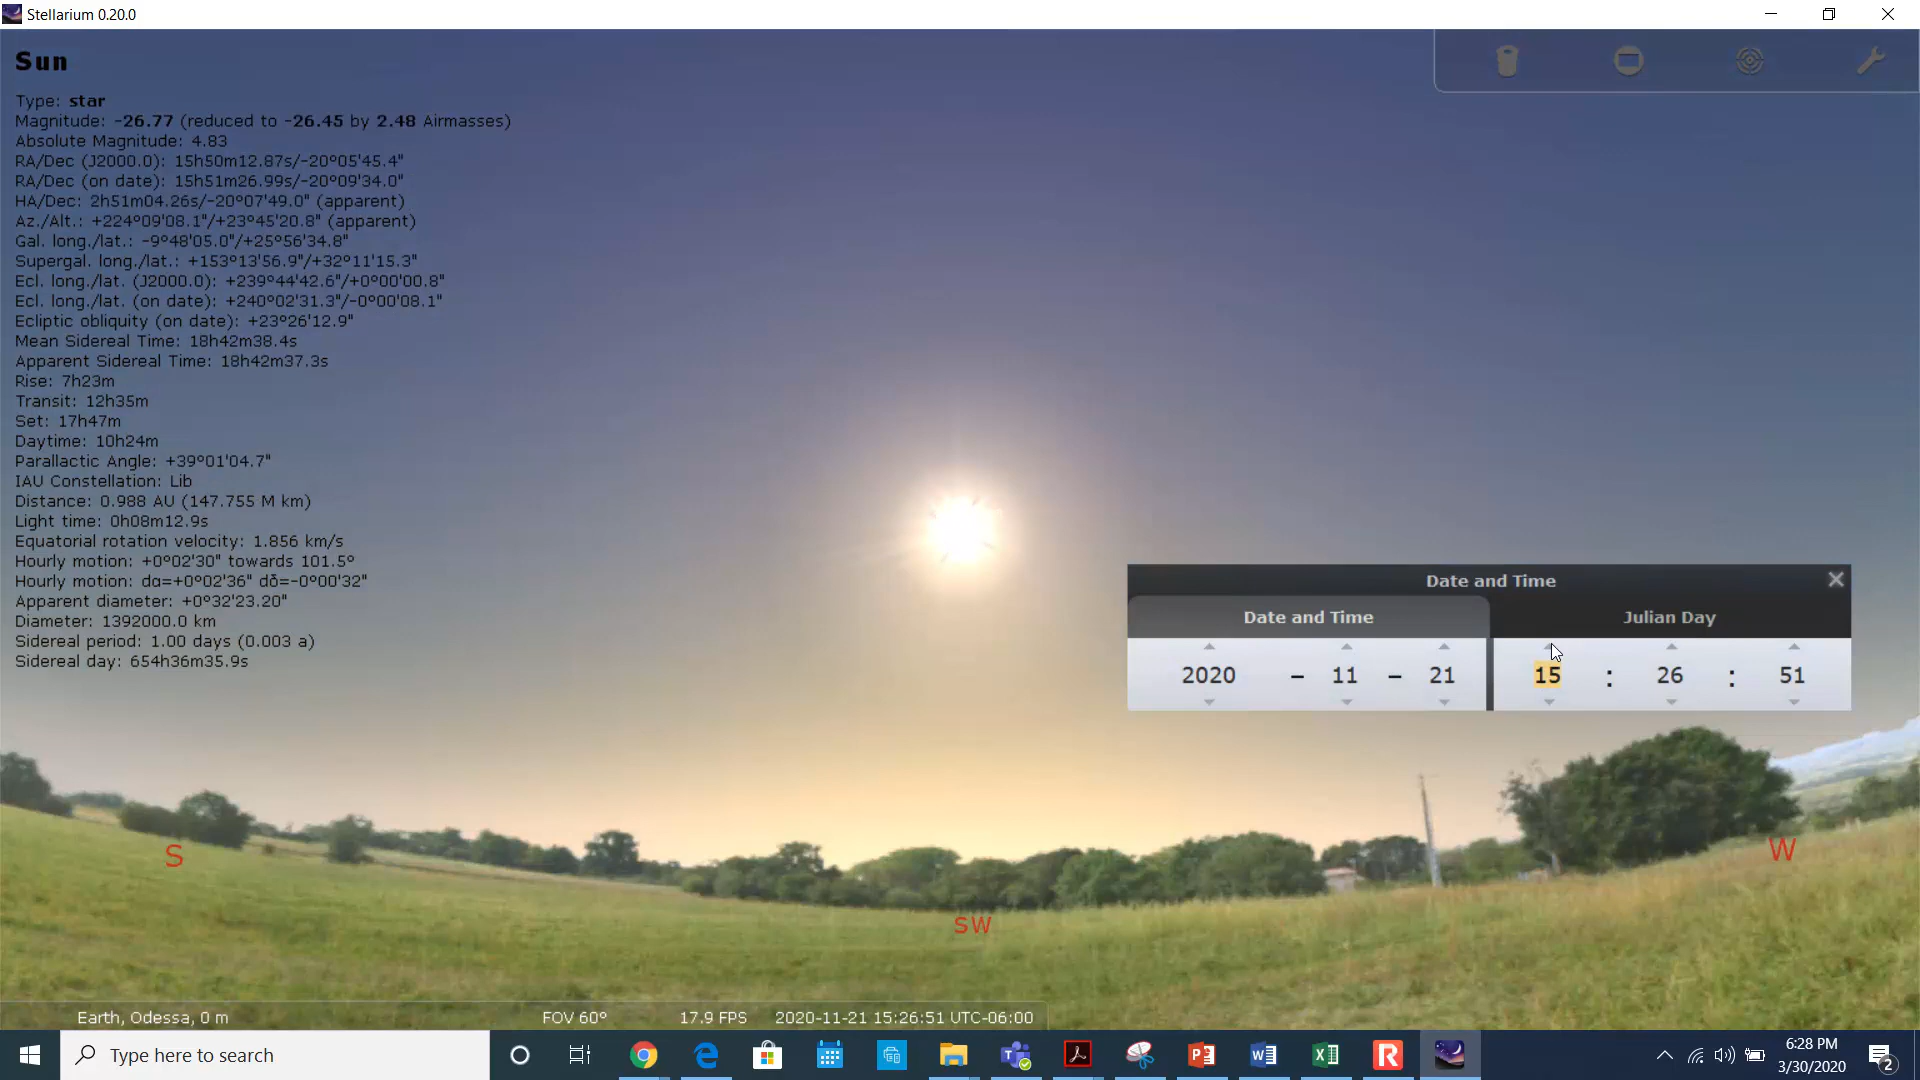 Stellarium 0.20.0
Sun
Type: star
Magnitude: -26.77 (reduced to -26.45 by 2.48 Airmasses)
Absolute Magnitude: 4.83
RA/Dec (J2000.0): 15h50m12.87s/-20°05'45.4"
RA/Dec (on date): 15h51m26.99s/-20°09'34.0"
HA/Dec: 2h51m04.26s/-20°07'49.0" (apparent)
Az./Alt.: +224°09'08.1"/+23°45'20.8" (apparent)
Gal. long./lat.: -9°48'05.0"/+25°56'34.8"
Supergal. long./lat.: +153°13'56.9"/+32°11'15.3"
Ecl. long./lat. (J2000.0): +239°44'42.6"/+0°00'00.8"
Ecl. long./lat. (on date): +240°02'31.3"/-0°00'08.1"
Ecliptic obliquity (on date): +23°26'12.9"
Mean Sidereal Time: 18h42m38.4s
Apparent Sidereal Time: 18h42m37.3s
Rise: 7h23m
Transit: 12h35m
Set: 17h47m
Daytime: 10h24m
Parallactic Angle: +39°01'04.7"
IAU Constellation: Lib
Distance: 0.988 AU (147.755 M km)
Light time: 0h08m12.9s
Equatorial rotation velocity: 1.856 km/s
Hourly motion: +0°02'30" towards 101.5°
Hourly motion: dα=+0°02'36" dδ=-0°00'32"
Apparent diameter: +0°32'23.20"
Diameter: 1392000.0 km
Sidereal period: 1.00 days (0.003 a)
Sidereal day: 654h36m35.9s
Date and Time
Date and Time Julian Day
2020 - 11 - 21 15 : 26 : 51
S
W
SW
Earth, Odessa, 0 m FOV 60° 17.9 FPS 2020-11-21 15:26:51 UTC-06:00
Type here to search
6:28 PM
3/30/2020
2